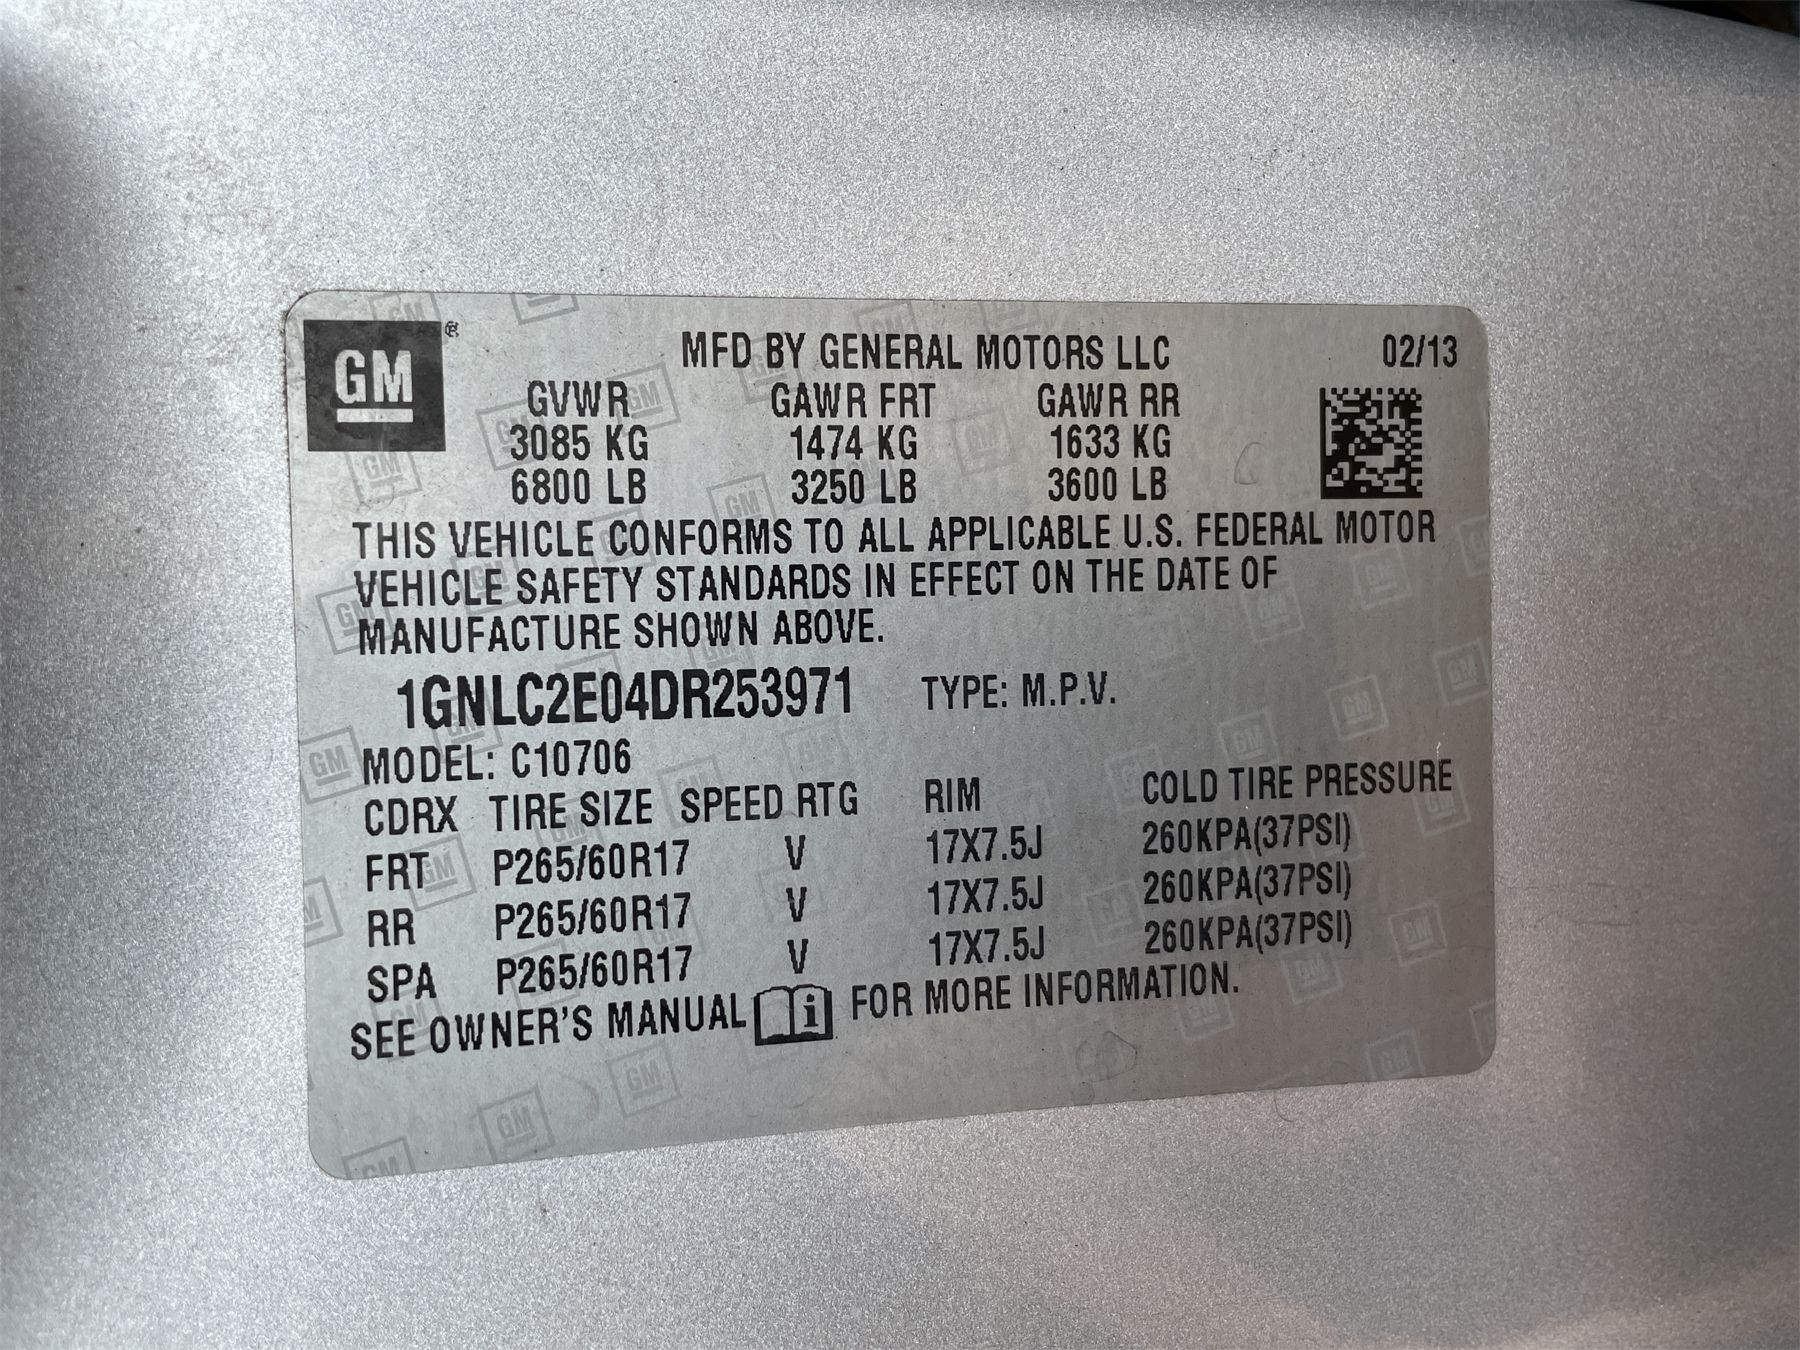 GM ®
MFD BY GENERAL MOTORS LLC 02/13
GVWR GAWR FRT GAWR RR
3085 KG 1474 KG 1633 KG
6800 LB 3250 LB 3600 LB
THIS VEHICLE CONFORMS TO ALL APPLICABLE U.S. FEDERAL MOTOR
VEHICLE SAFETY STANDARDS IN EFFECT ON THE DATE OF
MANUFACTURE SHOWN ABOVE.
1GNLC2E04DR253971 TYPE: M.P.V.
MODEL: C10706
CDRX TIRE SIZE SPEED RTG RIM COLD TIRE PRESSURE
FRT P265/60R17 V 17X7.5J 260KPA(37PSI)
RR P265/60R17 V 17X7.5J 260KPA(37PSI)
SPA P265/60R17 V 17X7.5J 260KPA(37PSI)
SEE OWNER'S MANUAL i FOR MORE INFORMATION.